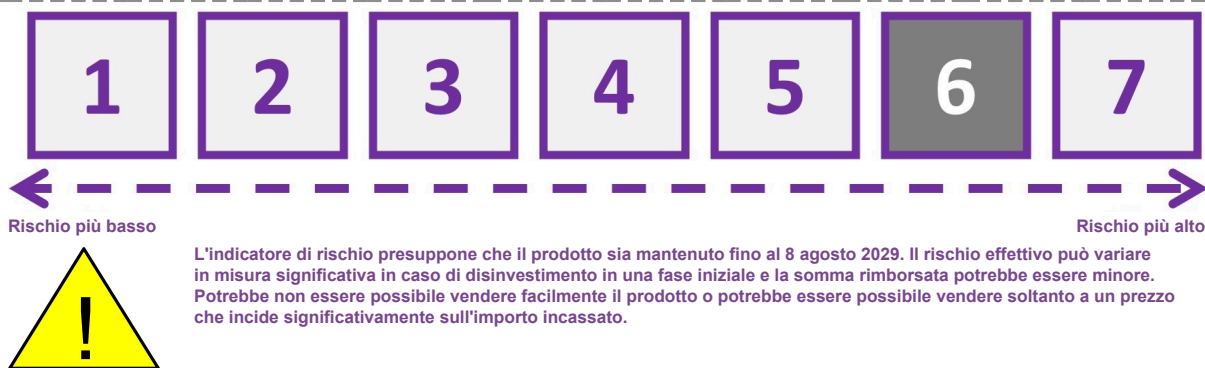 1 2 3 4 5 6 7
Rischio più basso
Rischio più alto
L'indicatore di rischio presuppone che il prodotto sia mantenuto fino al 8 agosto 2029. Il rischio effettivo può variare
in misura significativa in caso di disinvestimento in una fase iniziale e la somma rimborsata potrebbe essere minore.
Potrebbe non essere possibile vendere facilmente il prodotto o potrebbe essere possibile vendere soltanto a un prezzo
che incide significativamente sull'importo incassato.
!